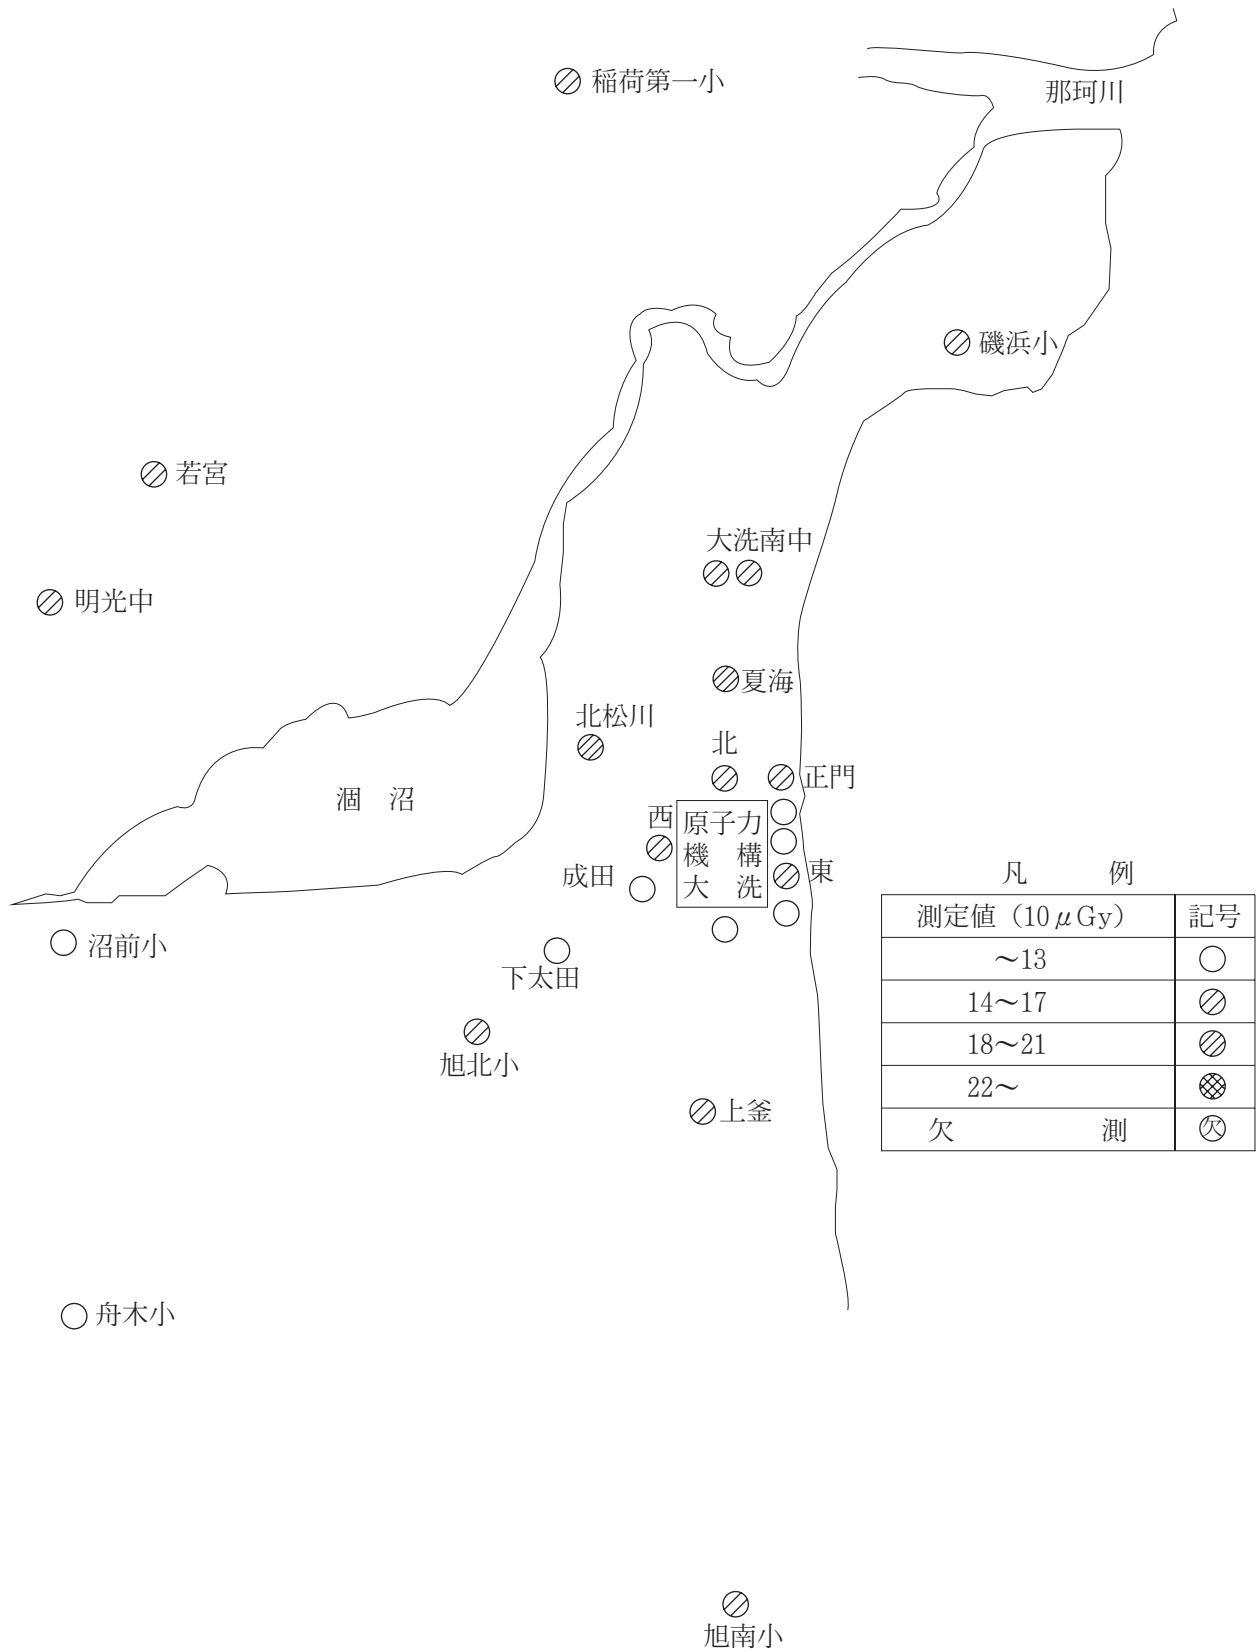 稲荷第一小
那珂川
磯浜小
若宮
大洗南中
明光中
夏海
北松川
北
正門
涸 沼
西
原子力
機 構
大 洗
成田
東
沼前小
下太田
旭北小
上釜
舟木小
旭南小
凡 例
測定値（10μGy） 記号
～13
14～17
18～21
22～
欠 測 欠